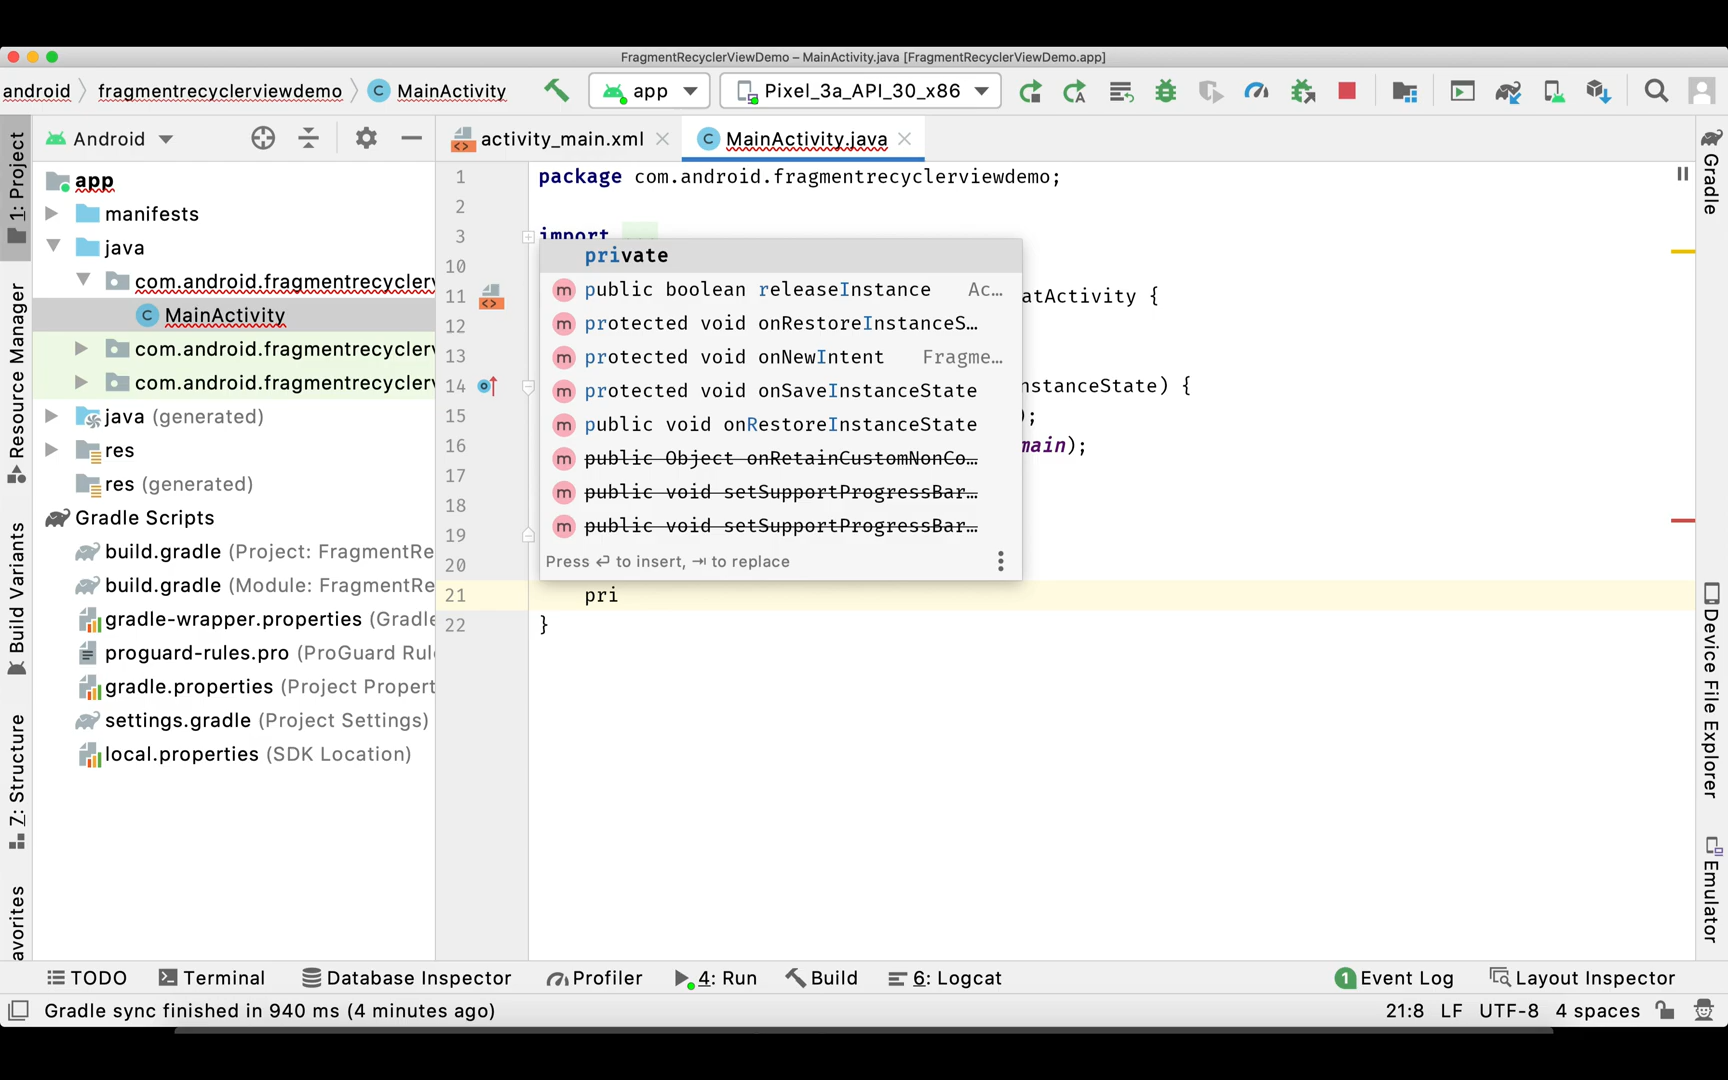 FragmentRecyclerViewDemo – MainActivity.java [FragmentRecyclerViewDemo.app]
android fragmentrecyclerviewdemo C MainActivity app Pixel_3a_API_30_x86
Android
activity_main.xml
C MainActivity.java
1: Project
Resource Manager
Build Variants
7: Structure
avorites
app
manifests
java
com.android.fragmentrecyclerv
C MainActivity
com.android.fragmentrecyclerv
com.android.fragmentrecyclerv
java (generated)
res
res (generated)
Gradle Scripts
build.gradle (Project: FragmentRe
build.gradle (Module: FragmentRe
gradle-wrapper.properties (Gradle
proguard-rules.pro (ProGuard Rul
gradle.properties (Project Propert
settings.gradle (Project Settings)
local.properties (SDK Location)
1 package com.android.fragmentrecyclerviewdemo;
2
3 import ...
10
11 atActivity {
12
13
14 nstanceState) {
15 );
16 main);
17
18
19
20
21 pri
22 }
private
m public boolean releaseInstance Ac…
m protected void onRestoreInstanceS…
m protected void onNewIntent Fragme…
m protected void onSaveInstanceState
m public void onRestoreInstanceState
m public Object onRetainCustomNonCo…
m public void setSupportProgressBar…
m public void setSupportProgressBar…
Press ⏎ to insert, ⇥ to replace
Gradle
Device File Explorer
Emulator
TODO Terminal Database Inspector Profiler 4: Run Build 6: Logcat 1 Event Log Layout Inspector
Gradle sync finished in 940 ms (4 minutes ago) 21:8 LF UTF-8 4 spaces